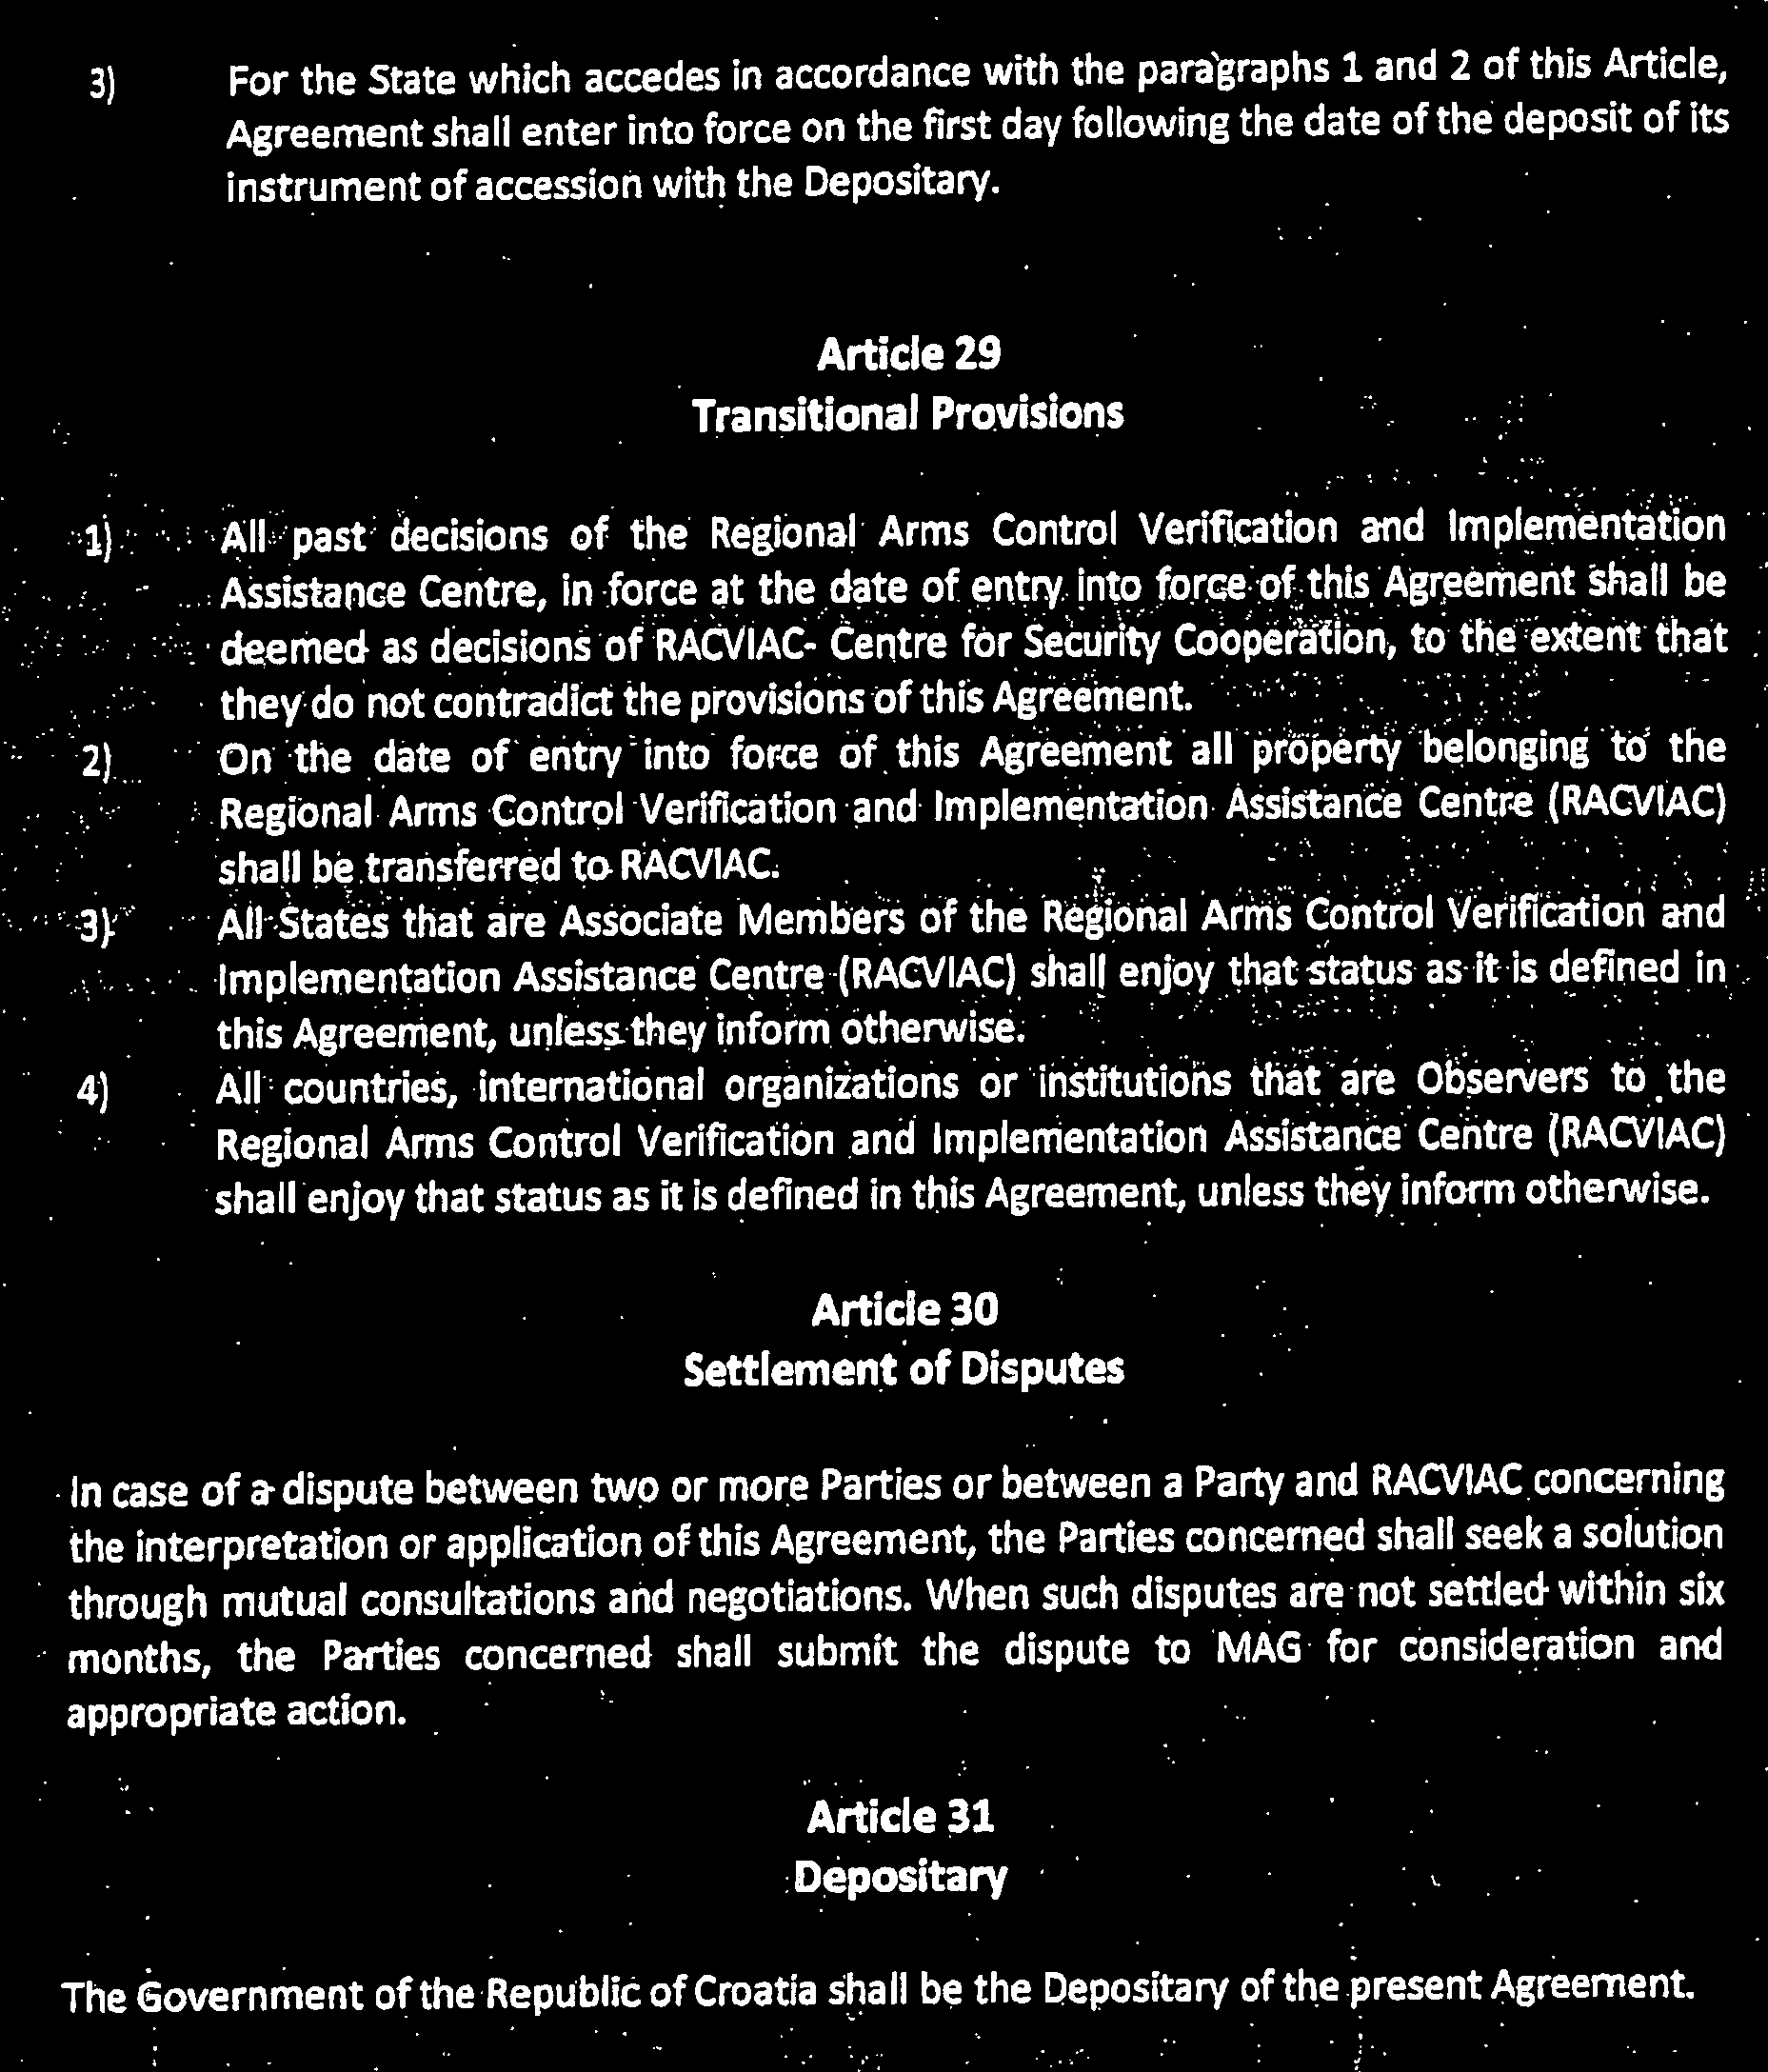 3) For the State which accedes in accordance with the paragraphs 1 and 2 of this Article,
Agreement shall enter into force on the first day following the date of the deposit of its
instrument of accession with the Depositary.
Article 29
Transitional Provisions
1) All past decisions of the Regional Arms Control Verification and Implementation
Assistance Centre, in force at the date of entry into force of this Agreement shall be
deemed as decisions of RACVIAC- Centre for Security Cooperation, to the extent that
they do not contradict the provisions of this Agreement.
2) On the date of entry into force of this Agreement all property belonging to the
Regional Arms Control Verification and Implementation Assistance Centre (RACVIAC)
shall be transferred to RACVIAC.
3) All States that are Associate Members of the Regional Arms Control Verification and
Implementation Assistance Centre (RACVIAC) shall enjoy that status as it is defined in
this Agreement, unless they inform otherwise.
4) All countries, international organizations or institutions that are Observers to the
Regional Arms Control Verification and Implementation Assistance Centre (RACVIAC)
shall enjoy that status as it is defined in this Agreement, unless they inform otherwise.
Article 30
Settlement of Disputes
In case of a dispute between two or more Parties or between a Party and RACVIAC concerning
the interpretation or application of this Agreement, the Parties concerned shall seek a solution
through mutual consultations and negotiations. When such disputes are not settled within six
months, the Parties concerned shall submit the dispute to MAG for consideration and
appropriate action.
Article 31
Depositary
The Government of the Republic of Croatia shall be the Depositary of the present Agreement.